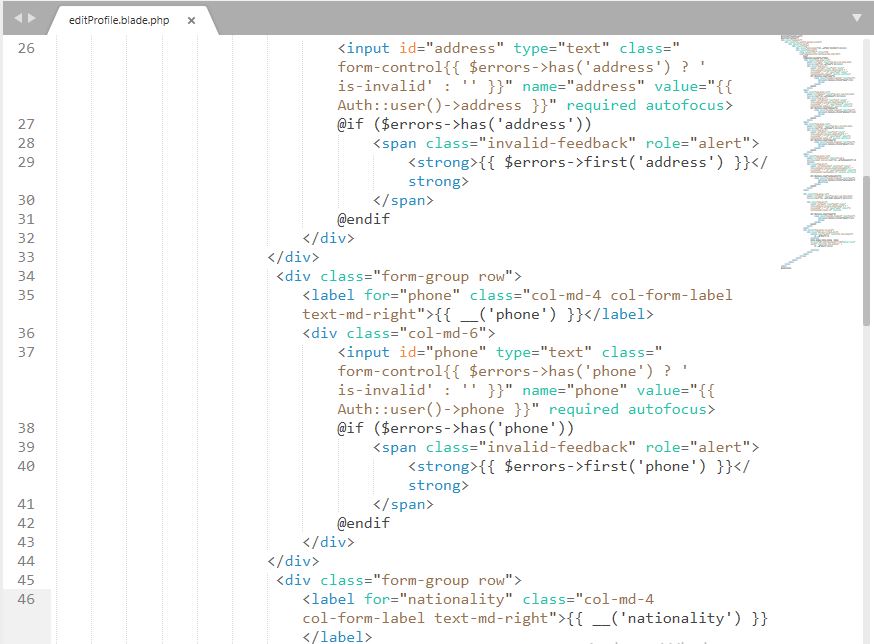 editProfile.blade.php ×
26 <input id="address" type="text" class="
form-control{{ $errors->has('address') ? '
is-invalid' : '' }}" name="address" value="{{
Auth::user()->address }}" required autofocus>
27 @if ($errors->has('address'))
28 <span class="invalid-feedback" role="alert">
29 <strong>{{ $errors->first('address') }}</
strong>
30 </span>
31 @endif
32 </div>
33 </div>
34 <div class="form-group row">
35 <label for="phone" class="col-md-4 col-form-label
text-md-right">{{ __('phone') }}</label>
36 <div class="col-md-6">
37 <input id="phone" type="text" class="
form-control{{ $errors->has('phone') ? '
is-invalid' : '' }}" name="phone" value="{{
Auth::user()->phone }}" required autofocus>
38 @if ($errors->has('phone'))
39 <span class="invalid-feedback" role="alert">
40 <strong>{{ $errors->first('phone') }}</
strong>
41 </span>
42 @endif
43 </div>
44 </div>
45 <div class="form-group row">
46 <label for="nationality" class="col-md-4
col-form-label text-md-right">{{ __('nationality') }}
</label>